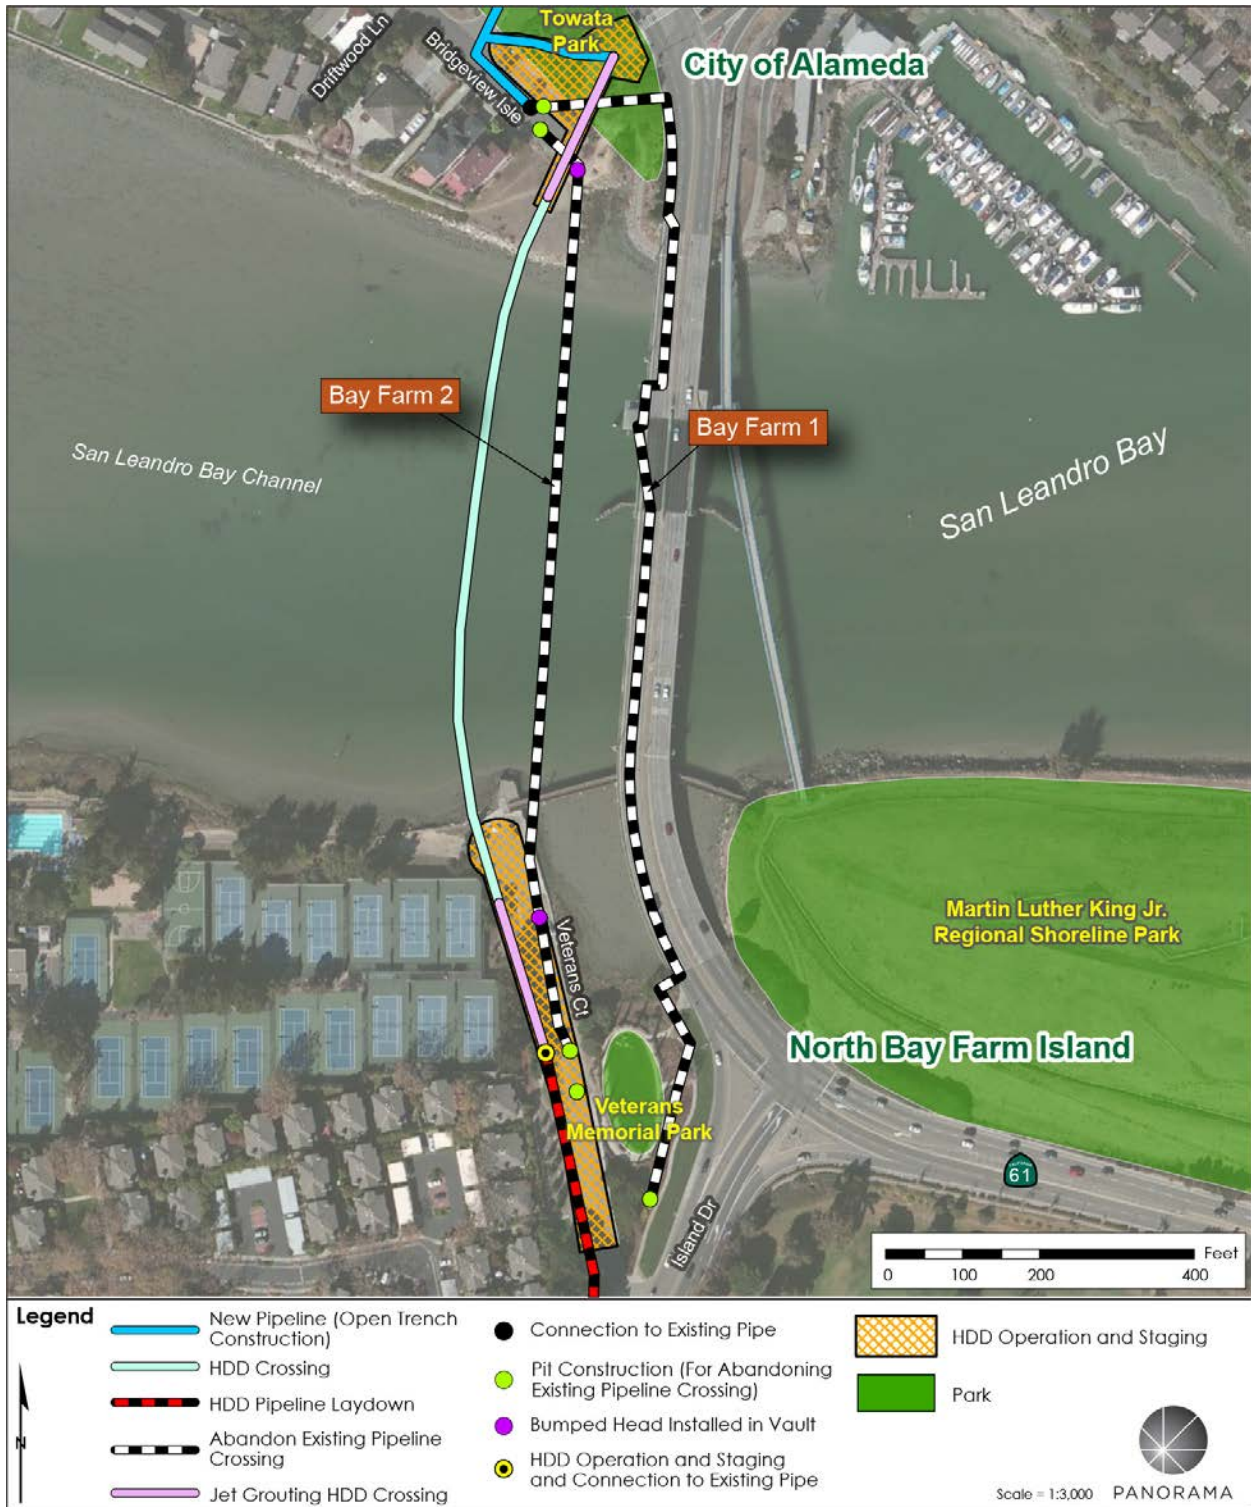 Towata
Park
City of Alameda
Driftwood Ln
Bridgeview Isle
Bay Farm 2
Bay Farm 1
San Leandro Bay Channel
San Leandro Bay
Martin Luther King Jr.
Regional Shoreline Park
Veterans Ct
North Bay Farm Island
Veterans
Memorial Park
61
Island Dr
Feet
0 100 200 400
Legend
New Pipeline (Open Trench
Construction)
HDD Crossing
HDD Pipeline Laydown
Abandon Existing Pipeline
Crossing
Jet Grouting HDD Crossing
Connection to Existing Pipe
Pit Construction (For Abandoning
Existing Pipeline Crossing)
Bumped Head Installed in Vault
HDD Operation and Staging
and Connection to Existing Pipe
HDD Operation and Staging
Park
N
Scale = 1:3,000
PANORAMA